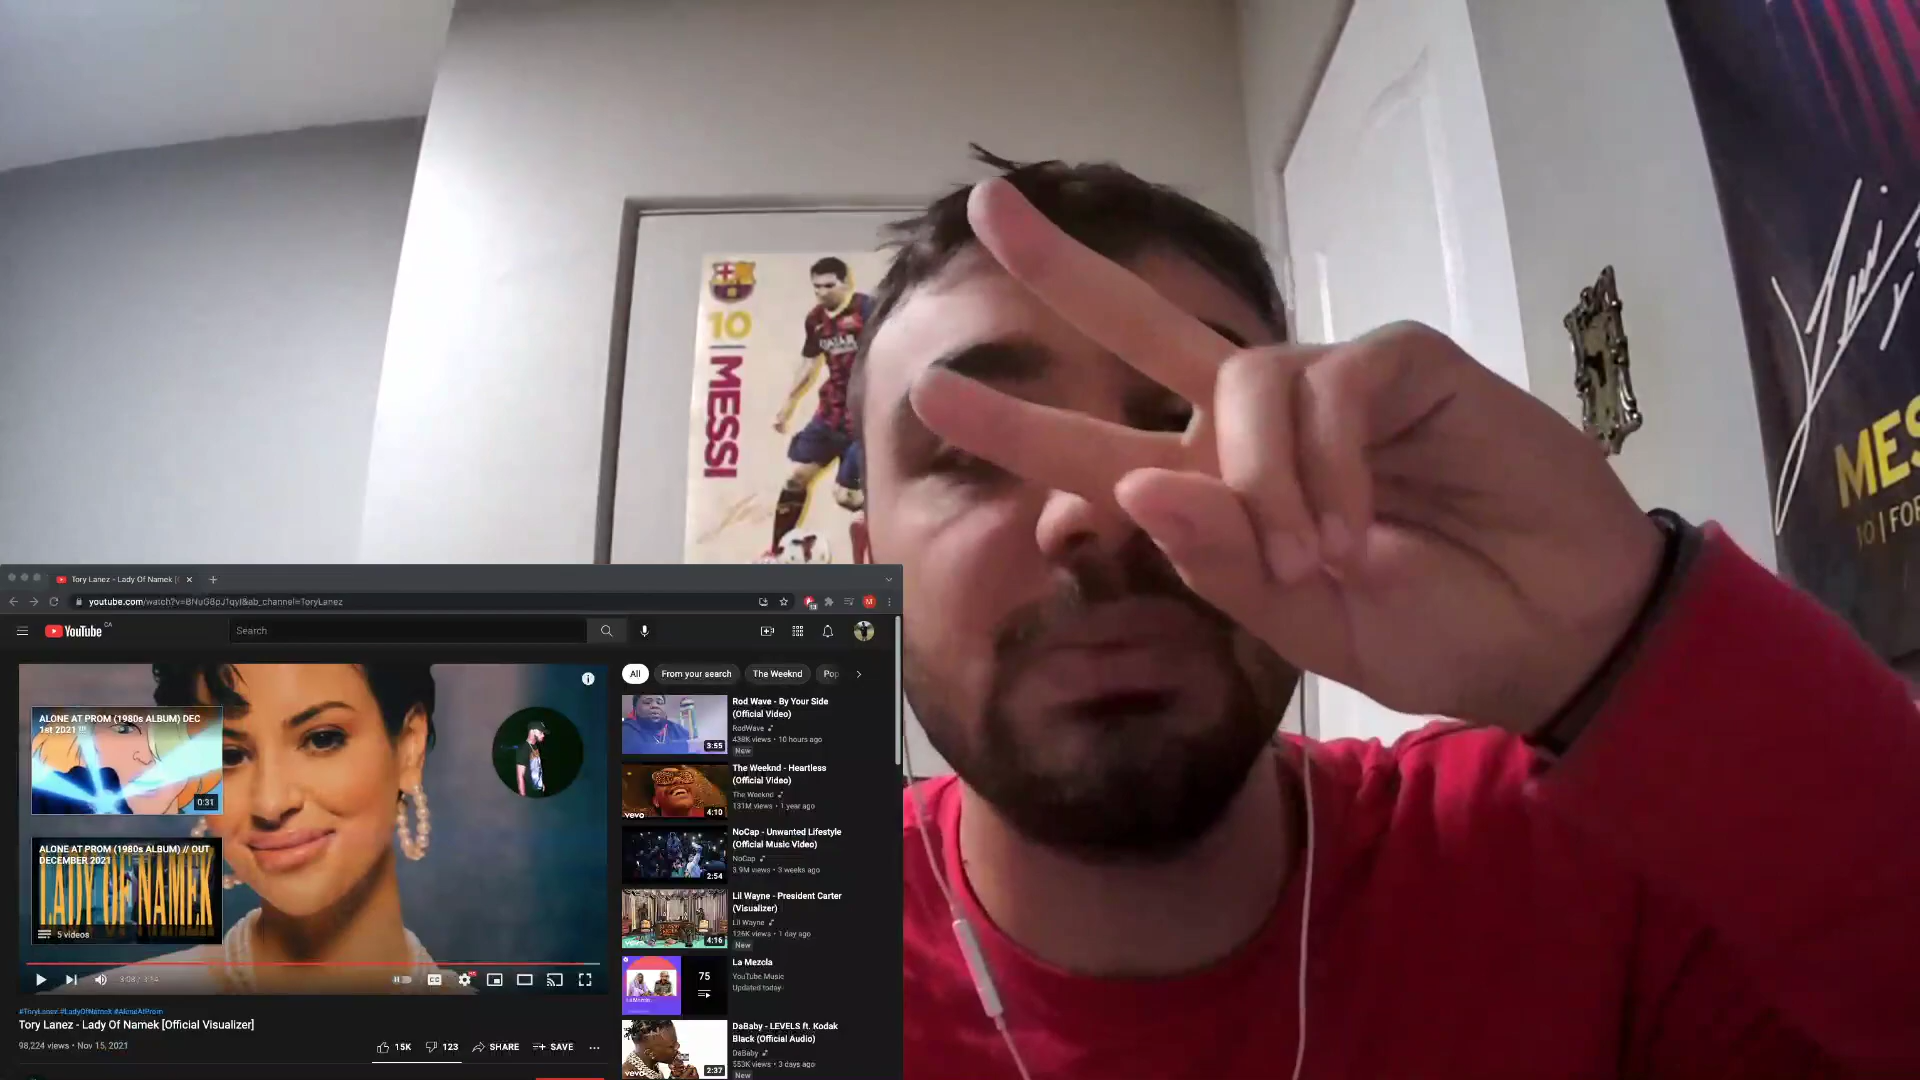 10
MESSI
MES
10 | FOR
Tory Lanez - Lady Of Namek [
youtube.com/watch?v=BNuG8pJ1qyI&ab_channel=ToryLanez
YouTube CA
Search
ALONE AT PROM (1980s ALBUM) DEC
1st 2021 !!!
0:31
ALONE AT PROM (1980s ALBUM) // OUT
DECEMBER 2021
LADY OF NAMEK
5 videos
3:08 / 3:14
#ToryLanez #LadyOfNamek #AloneAtProm
Tory Lanez - Lady Of Namek [Official Visualizer]
98,224 views • Nov 15, 2021
15K
123
SHARE
SAVE
All
From your search
The Weeknd
Pop
3:55
Rod Wave - By Your Side
(Official Video)
RodWave
438K views • 10 hours ago
New
vevo
4:10
The Weeknd - Heartless
(Official Video)
The Weeknd
131M views • 1 year ago
2:54
NoCap - Unwanted Lifestyle
(Official Music Video)
NoCap
3.9M views • 3 weeks ago
vevo
4:16
Lil Wayne - President Carter
(Visualizer)
Lil Wayne
126K views • 1 day ago
New
75
La Mezcla
YouTube Music
Updated today
vevo
2:37
DaBaby - LEVELS ft. Kodak
Black (Official Audio)
DaBaby
553K views • 3 days ago
New